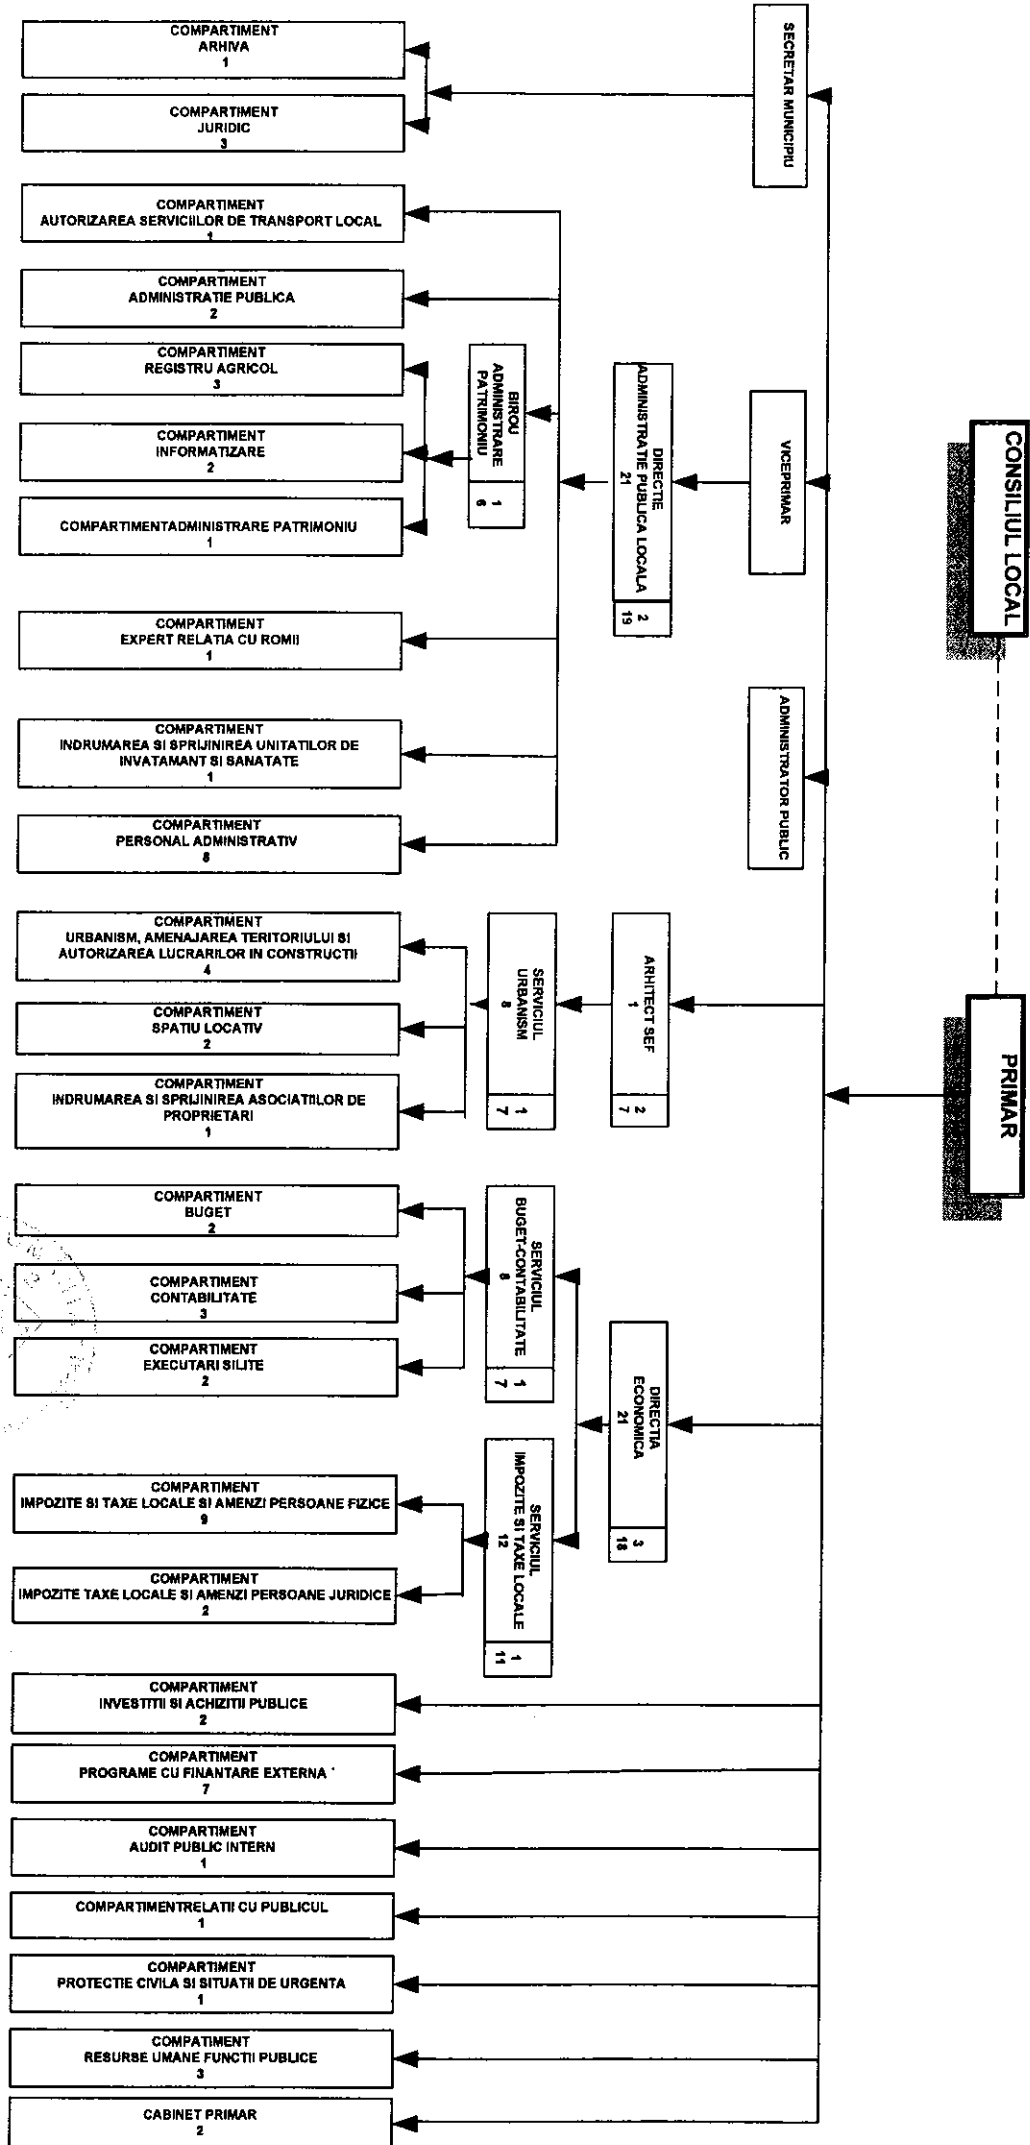 CONSILIUL LOCAL
PRIMAR
SECRETAR MUNICIPIU
VICEPRIMAR
ADMINISTRATOR PUBLIC
DIRECTIE
ADMINISTRATIE PUBLICA LOCALA
21
2
19
ARHITECT SEF
1
2
7
DIRECTIA
ECONOMICA
21
3
18
BIROU
ADMINISTRARE
PATRIMONIU
1
6
SERVICIUL
URBANISM
8
1
7
SERVICIUL
BUGET-CONTABILITATE
8
1
7
SERVICIUL
IMPOZITE SI TAXE LOCALE
12
1
11
COMPARTIMENT
ARHIVA
1
COMPARTIMENT
JURIDIC
3
COMPARTIMENT
AUTORIZAREA SERVICIILOR DE TRANSPORT LOCAL
1
COMPARTIMENT
ADMINISTRATIE PUBLICA
2
COMPARTIMENT
REGISTRU AGRICOL
3
COMPARTIMENT
INFORMATIZARE
2
COMPARTIMENTADMINISTRARE PATRIMONIU
1
COMPARTIMENT
EXPERT RELATIA CU ROMII
1
COMPARTIMENT
INDRUMAREA SI SPRIJINIREA UNITATILOR DE
INVATAMANT SI SANATATE
1
COMPARTIMENT
PERSONAL ADMINISTRATIV
8
COMPARTIMENT
URBANISM, AMENAJAREA TERITORIULUI SI
AUTORIZAREA LUCRARILOR IN CONSTRUCTII
4
COMPARTIMENT
SPATIU LOCATIV
2
COMPARTIMENT
INDRUMAREA SI SPRIJINIREA ASOCIATIILOR DE
PROPRIETARI
1
COMPARTIMENT
BUGET
2
COMPARTIMENT
CONTABILITATE
3
COMPARTIMENT
EXECUTARI SILITE
2
COMPARTIMENT
IMPOZITE SI TAXE LOCALE SI AMENZI PERSOANE FIZICE
9
COMPARTIMENT
IMPOZITE TAXE LOCALE SI AMENZI PERSOANE JURIDICE
2
COMPARTIMENT
INVESTITII SI ACHIZITII PUBLICE
2
COMPARTIMENT
PROGRAME CU FINANTARE EXTERNA
7
COMPARTIMENT
AUDIT PUBLIC INTERN
1
COMPARTIMENTRELATII CU PUBLICUL
1
COMPARTIMENT
PROTECTIE CIVILA SI SITUATII DE URGENTA
1
COMPATIMENT
RESURSE UMANE FUNCTII PUBLICE
3
CABINET PRIMAR
2